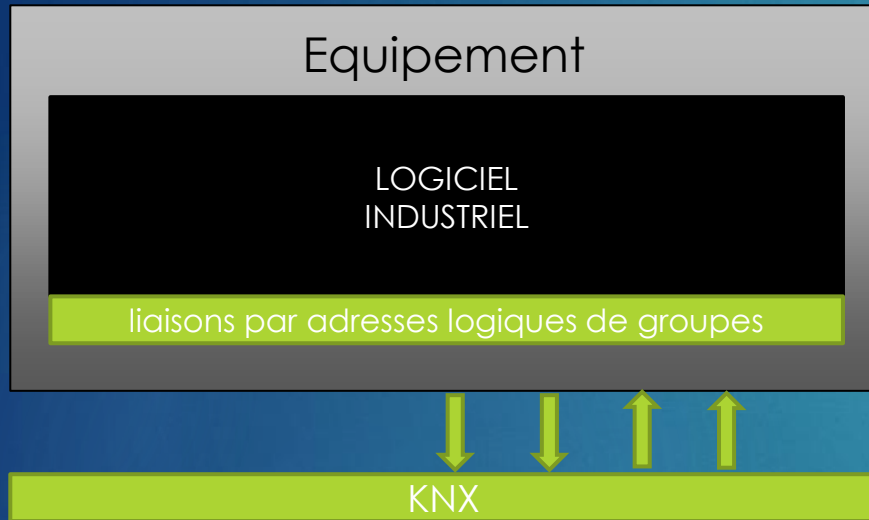 Equipement
LOGICIEL
INDUSTRIEL
liaisons par adresses logiques de groupes
KNX